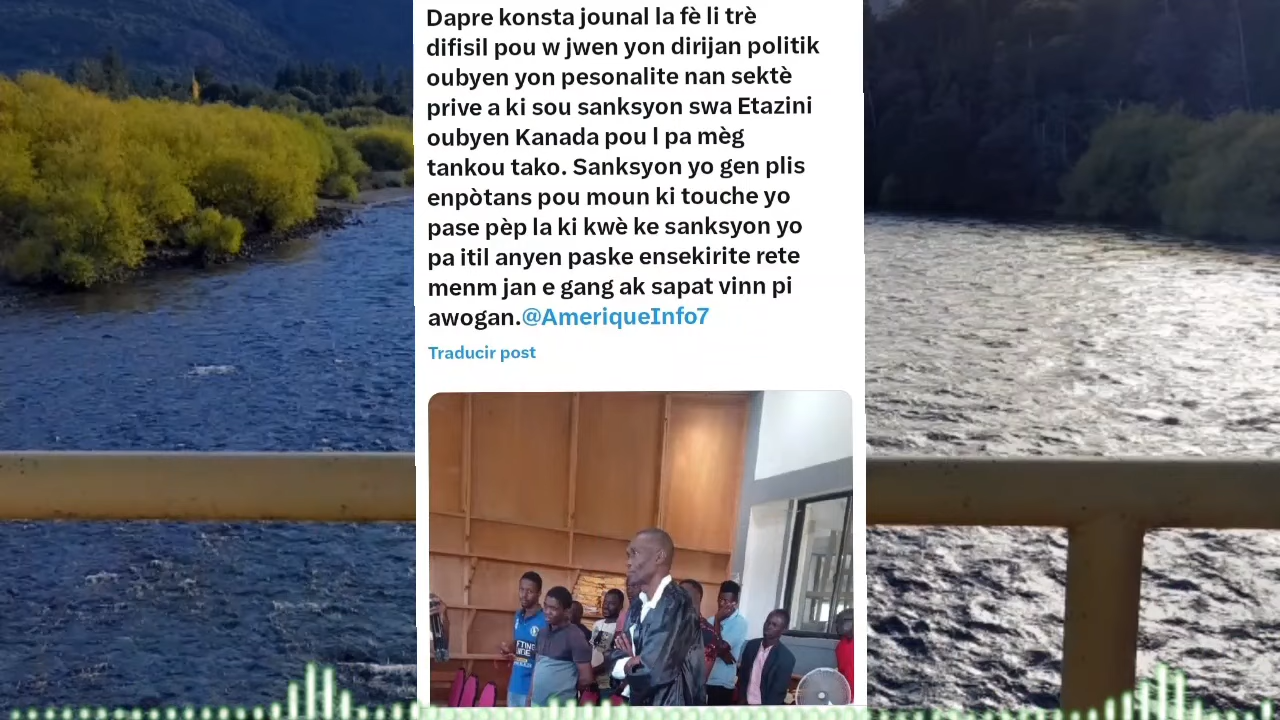 Dapre konsta jounal la fè li trè
difisil pou w jwen yon dirijan politik
oubyen yon pesonalite nan sektè
prive a ki sou sanksyon swa Etazini
oubyen Kanada pou l pa mèg
tankou tako. Sanksyon yo gen plis
enpòtans pou moun ki touche yo
pase pèp la ki kwè ke sanksyon yo
pa itil anyen paske ensekirite rete
menm jan e gang ak sapat vinn pi
awogan.@AmeriqueInfo7
Traducir post